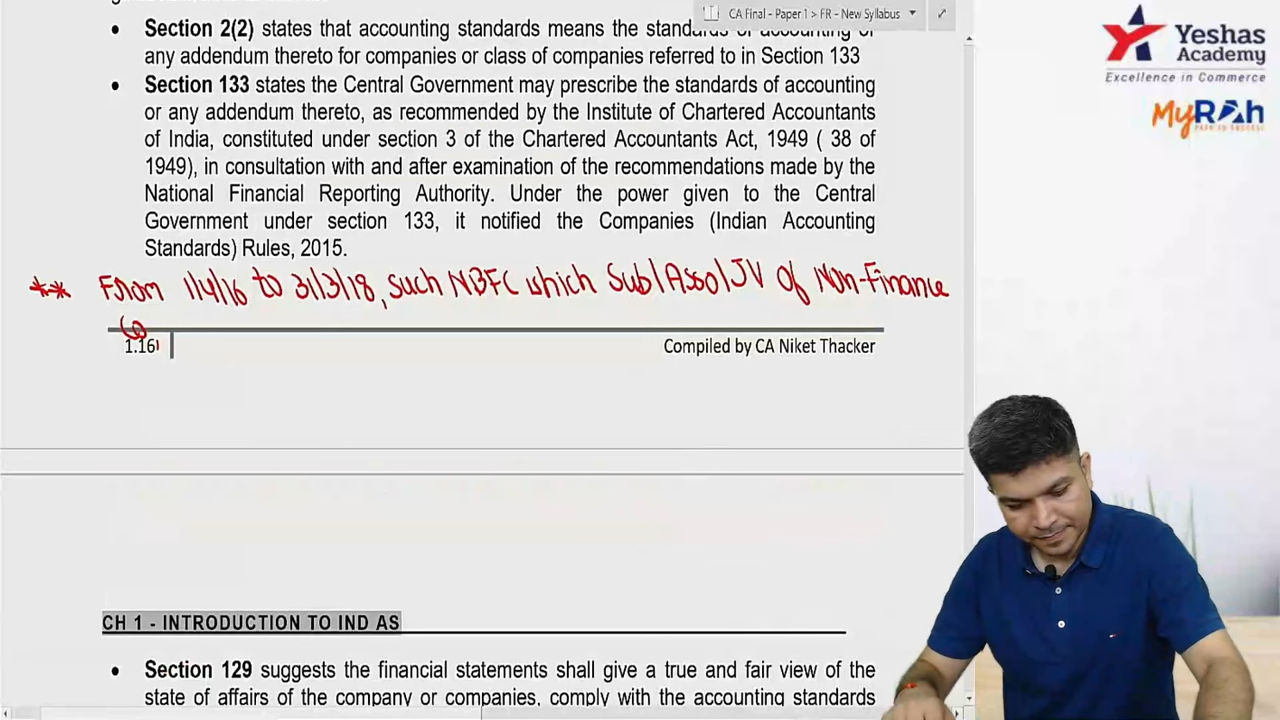 CA Final - Paper 1 > FR - New Syllabus
Yeshas
Academy
Excellence in Commerce
MyRAh
• Section 2(2) states that accounting standards means the standards of accounting or
any addendum thereto for companies or class of companies referred to in Section 133
• Section 133 states the Central Government may prescribe the standards of accounting
or any addendum thereto, as recommended by the Institute of Chartered Accountants
of India, constituted under section 3 of the Chartered Accountants Act, 1949 ( 38 of
1949), in consultation with and after examination of the recommendations made by the
National Financial Reporting Authority. Under the power given to the Central
Government under section 133, it notified the Companies (Indian Accounting
Standards) Rules, 2015.
** From 1/4/16 to 31/3/18, such NBFC which Sub/Asso/JV of Non-Finance
Co
1.16
Compiled by CA Niket Thacker
CH 1 - INTRODUCTION TO IND AS
• Section 129 suggests the financial statements shall give a true and fair view of the
state of affairs of the company or companies, comply with the accounting standards